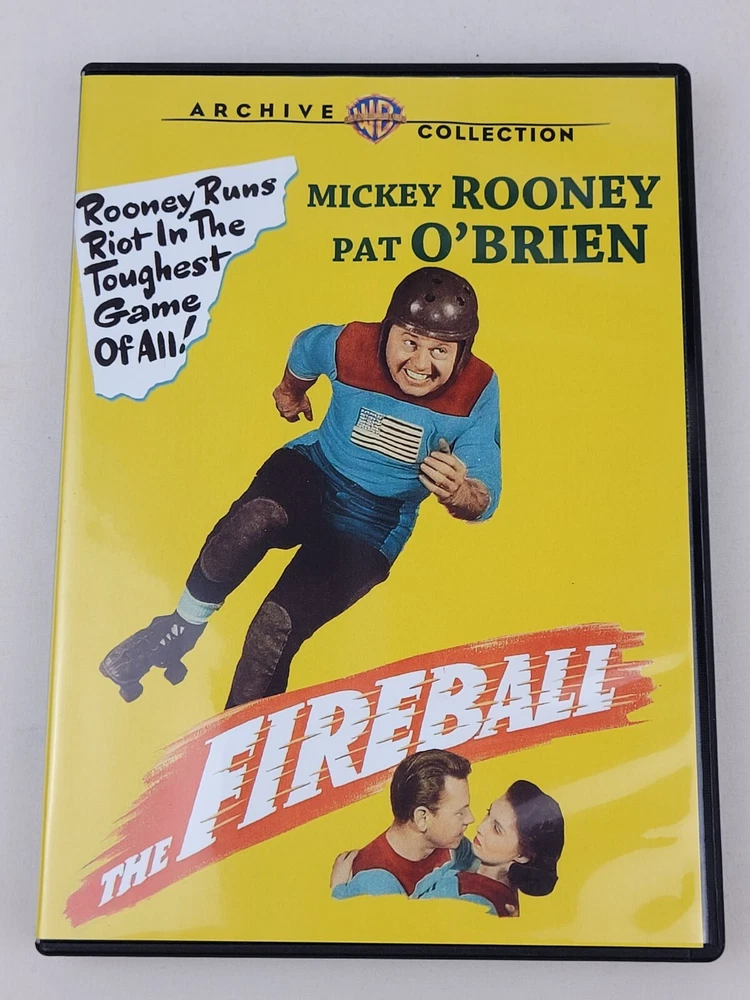 ARCHIVE WB COLLECTION
Rooney Runs
Riot In The
Toughest
Game
Of All!
MICKEY ROONEY
PAT O'BRIEN
THE FIREBALL